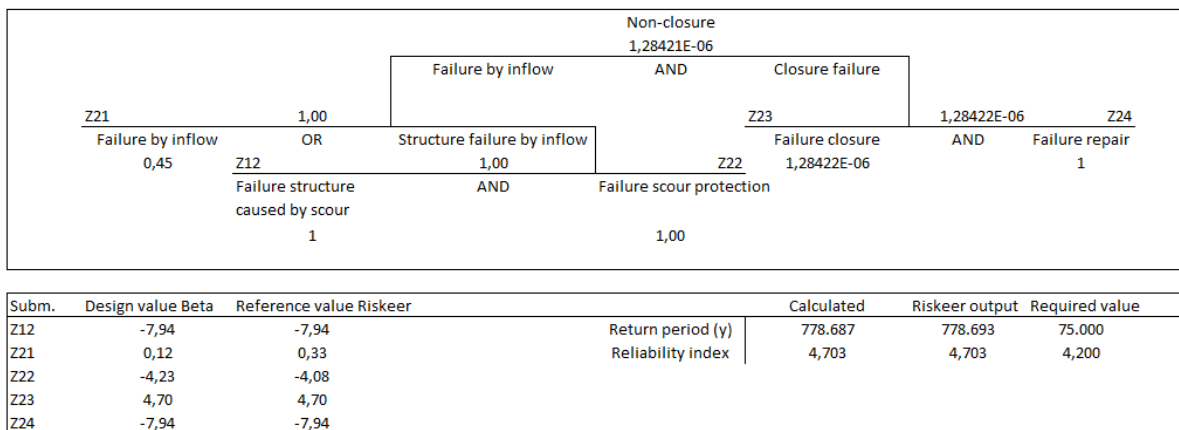 Non-closure
1,28421E-06
Failure by inflow AND Closure failure
Z21 1,00 Z23 1,28422E-06 Z24
Failure by inflow OR Structure failure by inflow Failure closure AND Failure repair
0,45 Z12 1,00 Z22 1,28422E-06 1
Failure structure AND Failure scour protection
caused by scour
1 1,00
Subm. Design value Beta Reference value Riskeer Calculated Riskeer output Required value
Z12 -7,94 -7,94 Return period (y) 778.687 778.693 75.000
Z21 0,12 0,33 Reliability index 4,703 4,703 4,200
Z22 -4,23 -4,08
Z23 4,70 4,70
Z24 -7,94 -7,94